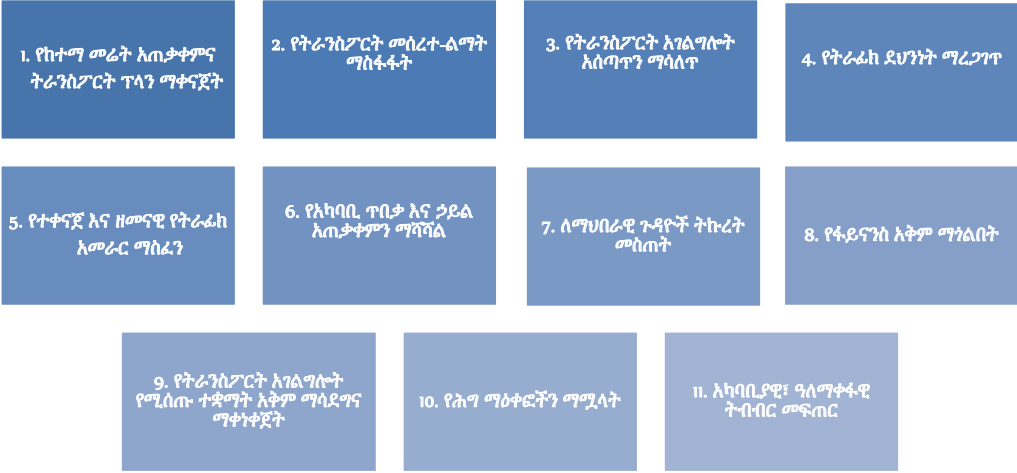 1. የከተማ መሬት አጠቃቀምና
ትራንስፖርት ፕላን ማቀናጀት
2. የትራንስፖርት መሰረተ-ልማት
ማስፋፋት
3. የትራንስፖርት አገልግሎት
አሰጣጥን ማሳለጥ
4. የትራፊክ ደህንነት ማረጋገጥ
5. የተቀናጀ እና ዘመናዊ የትራፊክ
አመራር ማስፈን
6. የአካባቢ ጥበቃ እና ኃይል
አጠቃቀምን ማሻሻል
7. ለማህበራዊ ጉዳዮች ትኩረት
መስጠት
8. የፋይናንስ አቅም ማጎልበት
9. የትራንስፖርት አገልግሎት
የሚሰጡ ተቋማት አቅም ማሳደግና
ማቀነቀጀት
10. የሕግ ማዕቀፎችን ማሟላት
11. አካባቢያዊ፣ ዓለማቀፋዊ
ትብብር መፍጠር